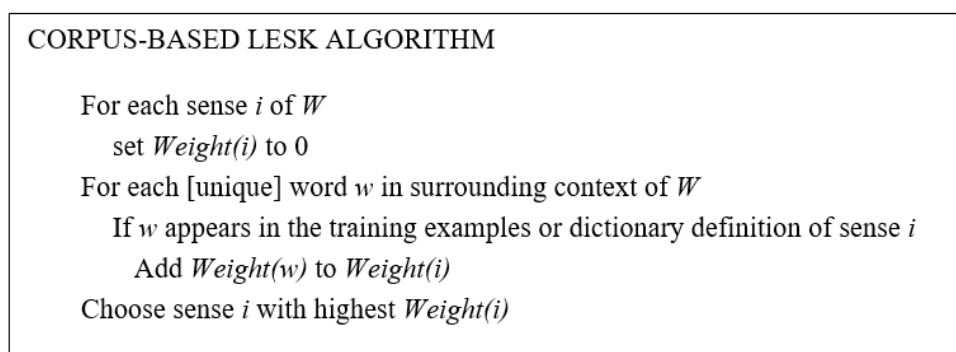 CORPUS-BASED LESK ALGORITHM
For each sense i of W
set Weight(i) to 0
For each [unique] word w in surrounding context of W
If w appears in the training examples or dictionary definition of sense i
Add Weight(w) to Weight(i)
Choose sense i with highest Weight(i)